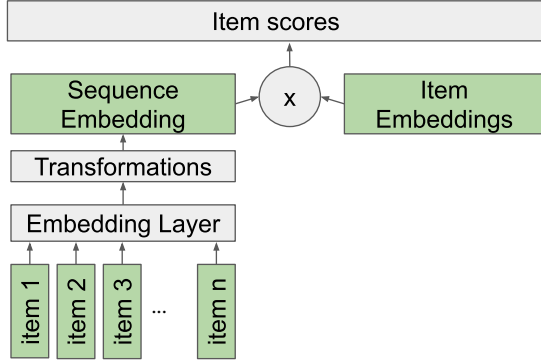 Item scores
Sequence
Embedding
x
Item
Embeddings
Transformations
Embedding Layer
item 1
item 2
item 3
...
item n